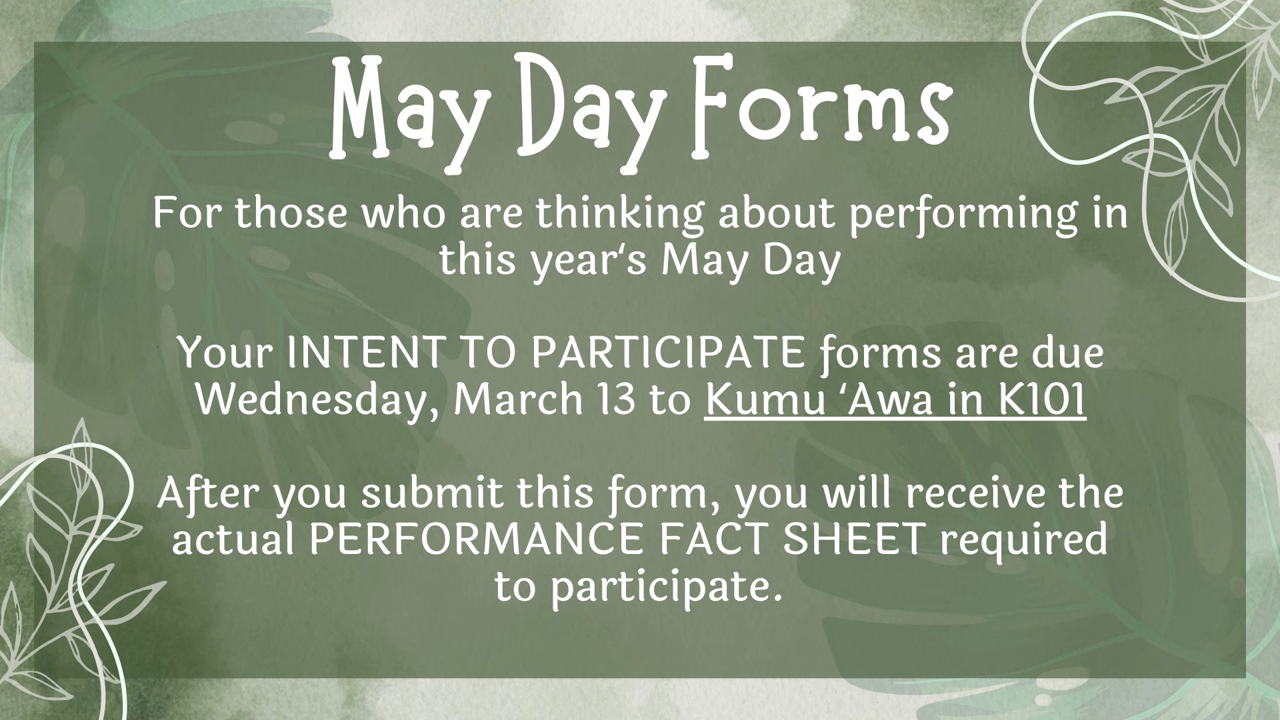 May Day Forms
For those who are thinking about performing in
this year‘s May Day
Your INTENT TO PARTICIPATE forms are due
Wednesday, March 13 to Kumu ‘Awa in K101
After you submit this form, you will receive the
actual PERFORMANCE FACT SHEET required
to participate.